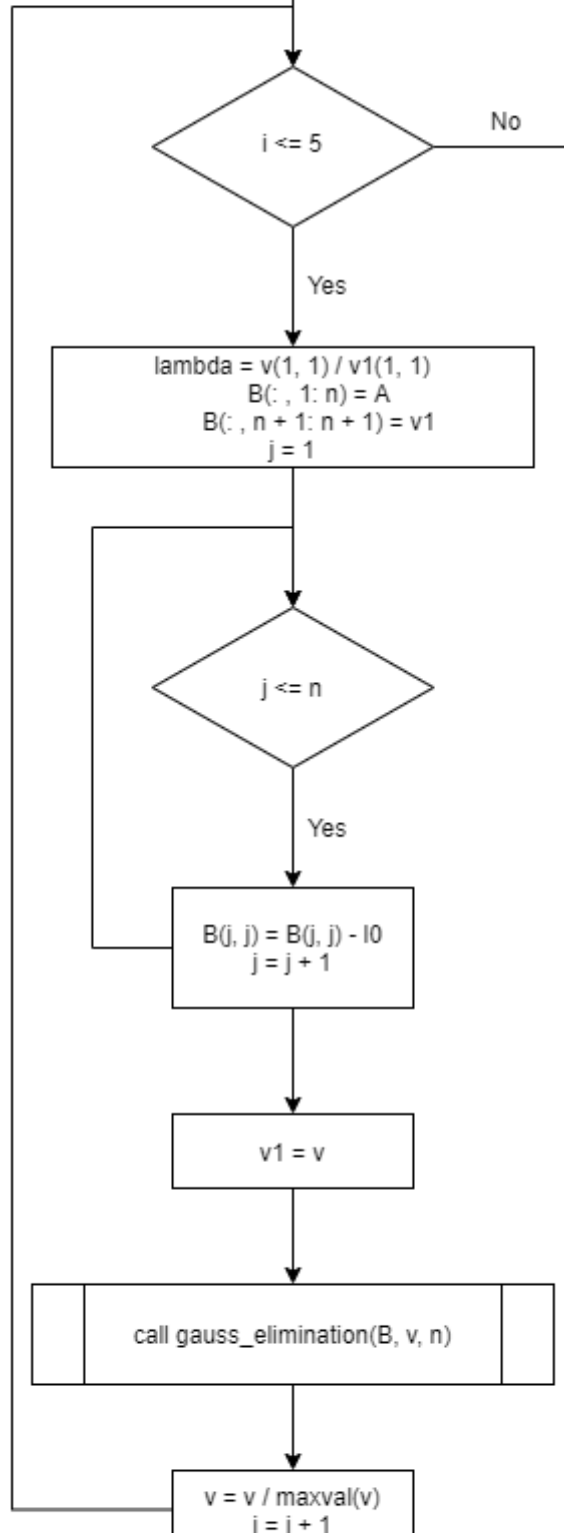 i <= 5
No
Yes
lambda = v(1, 1) / v1(1, 1)
B(: , 1: n) = A
B(: , n + 1: n + 1) = v1
j = 1
j <= n
Yes
B(j, j) = B(j, j) - l0
j = j + 1
v1 = v
call gauss_elimination(B, v, n)
v = v / maxval(v)
i = i + 1